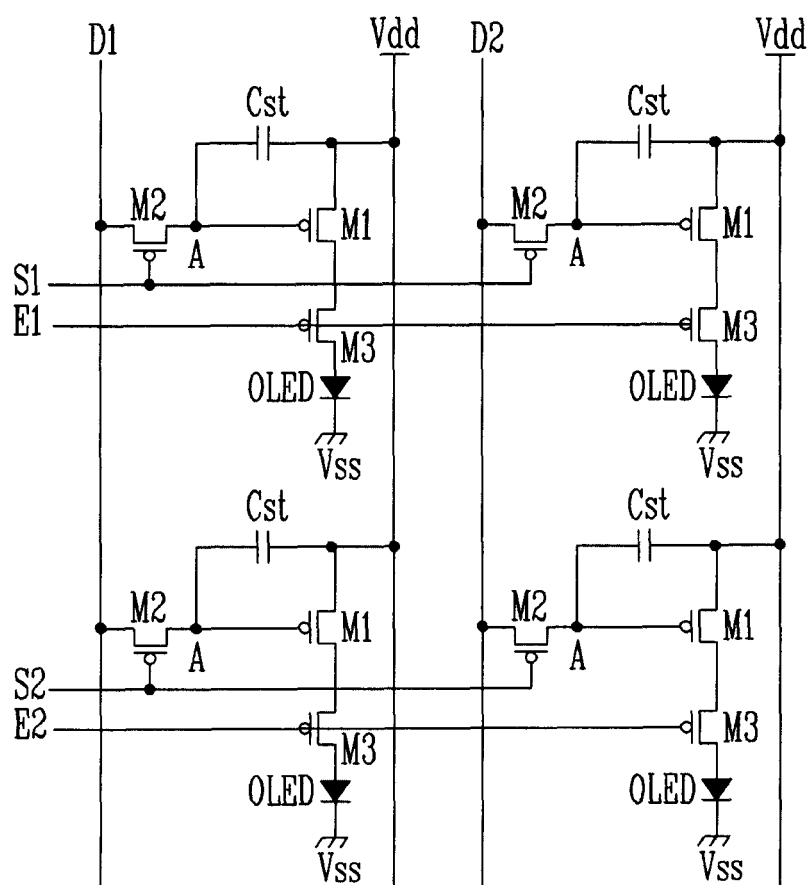 D1 Vdd D2 Vdd
Cst Cst
M2 M1 M2 M1
A A
S1
E1
M3 M3
OLED OLED
Vss Vss
Cst Cst
M2 M1 M2 M1
A A
S2
E2
M3 M3
OLED OLED
Vss Vss